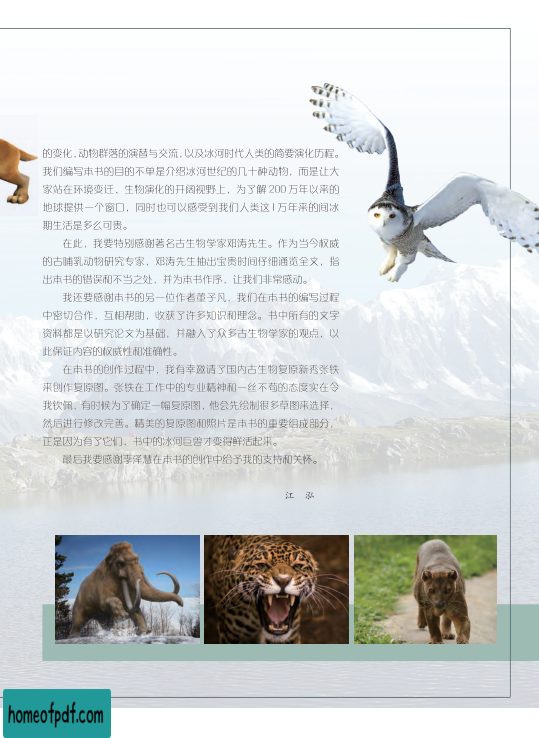 的变化，动物群落的演替与交流，以及冰河时代人类的简要演化历程。
我们编写本书的目的不单是介绍冰河世纪的几十种动物，而是让大
家站在环境变迁、生物演化的开阔视野上，为了解 200 万年以来的
地球提供一个窗口，同时也可以感受到我们人类这 1 万年来的间冰
期生活是多么可贵。
在此，我要特别感谢著名古生物学家邓涛先生。作为当今权威
的古哺乳动物研究专家，邓涛先生抽出宝贵时间仔细通览全文，指
出本书的错误和不当之处，并为本书作序，让我们非常感动。
我还要感谢本书的另一位作者董子凡，我们在本书的编写过程
中密切合作，互相帮助，收获了许多知识和理念。书中所有的文字
资料都是以研究论文为基础，并融入了众多古生物学家的观点，以
此保证内容的权威性和准确性。
在本书的创作过程中，我有幸邀请了国内古生物复原新秀张铁
来创作复原图。张铁在工作中的专业精神和一丝不苟的态度实在令
我钦佩，有时候为了确定一幅复原图，他会先绘制很多草图来选择，
然后进行修改完善。精美的复原图和照片是本书的重要组成部分，
正是因为有了它们，书中的冰河巨兽才变得鲜活起来。
最后我要感谢李泽慧在本书的创作中给予我的支持和关怀。
江 泓
homeofpdf.com